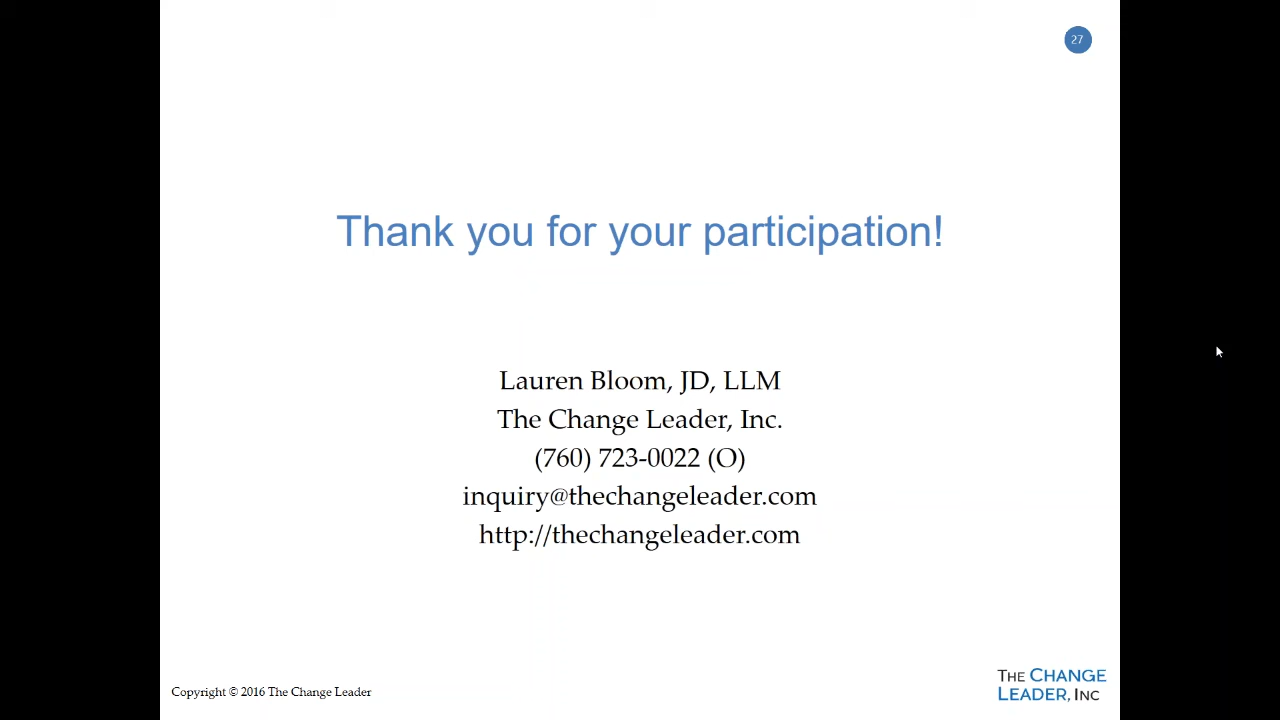 27
Thank you for your participation!
Lauren Bloom, JD, LLM
The Change Leader, Inc.
(760) 723-0022 (O)
inquiry@thechangeleader.com
http://thechangeleader.com
Copyright © 2016 The Change Leader
THE CHANGE
LEADER, INC